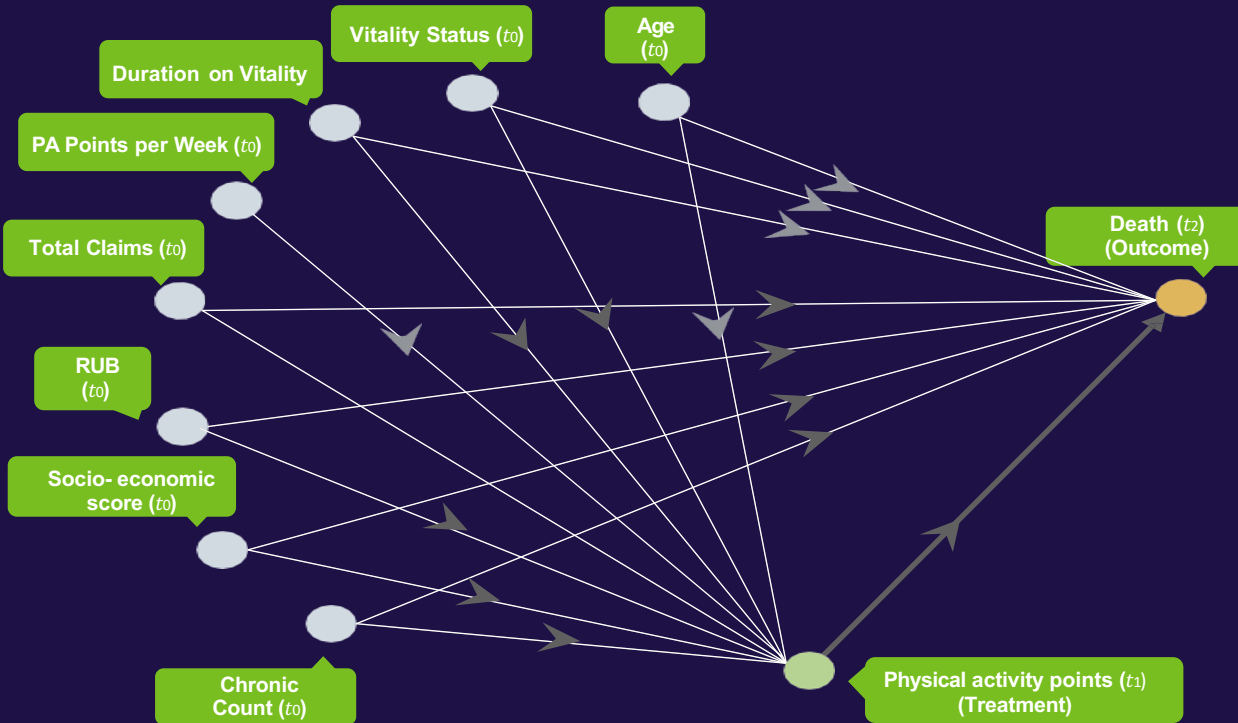 Vitality Status (t0)
Age
(t0)
Duration on Vitality
PA Points per Week (t0)
Total Claims (t0)
Death (t2)
(Outcome)
RUB
(t0)
Socio- economic
score (t0)
Chronic
Count (t0)
Physical activity points (t1)
(Treatment)